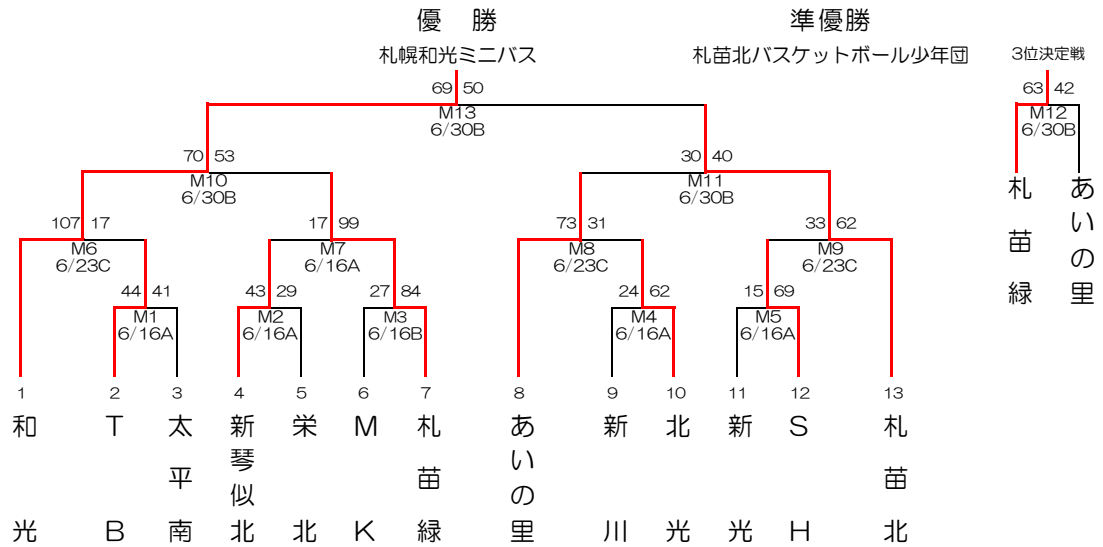 優 勝
準優勝
札幌和光ミニバス
札苗北バスケットボール少年団
3位決定戦
69 50
M13
6/30B
63 42
M12
6/30B
札苗緑
あいの里
70 53
M10
6/30B
30 40
M11
6/30B
107 17
M6
6/23C
17 99
M7
6/16A
73 31
M8
6/23C
33 62
M9
6/23C
44 41
M1
6/16A
43 29
M2
6/16A
27 84
M3
6/16B
24 62
M4
6/16A
15 69
M5
6/16A
1 2 3 4 5 6 7 8 9 10 11 12 13
和光
TB
太平南
新琴似北
栄北
MK
札苗緑
あいの里
新川
北光
新光
SH
札苗北